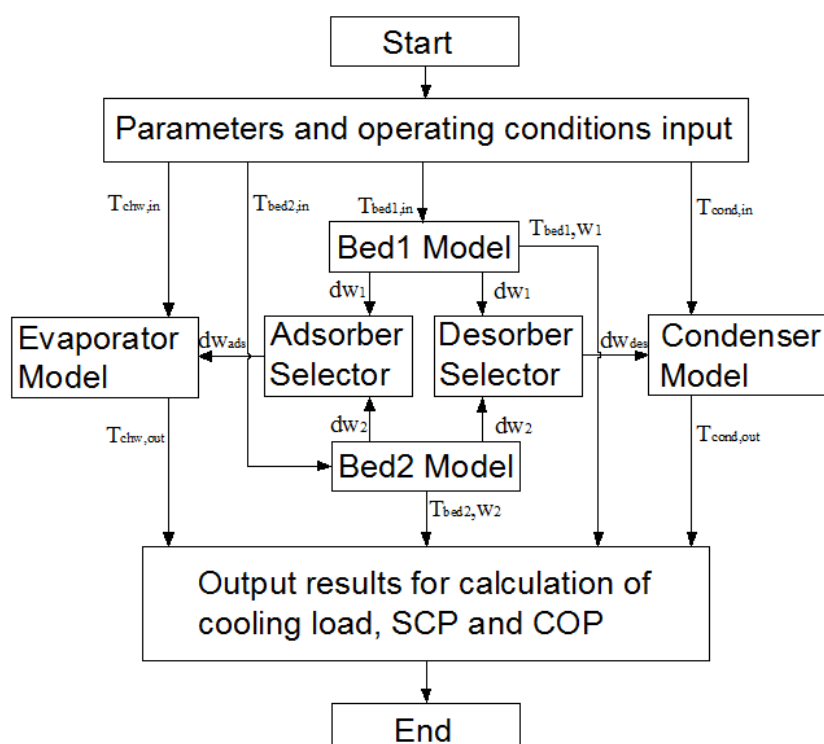 Start
Parameters and operating conditions input
Tchw,in
Tbed2,in
Tbed1,in
Tcond,in
Tbed1,W1
Bed1 Model
dw1
dw1
Evaporator
Model
dwads
Adsorber
Selector
Desorber
Selector
dwdes
Condenser
Model
dw2
dw2
Tchw,out
Tcond,out
Bed2 Model
Tbed2,W2
Output results for calculation of
cooling load, SCP and COP
End